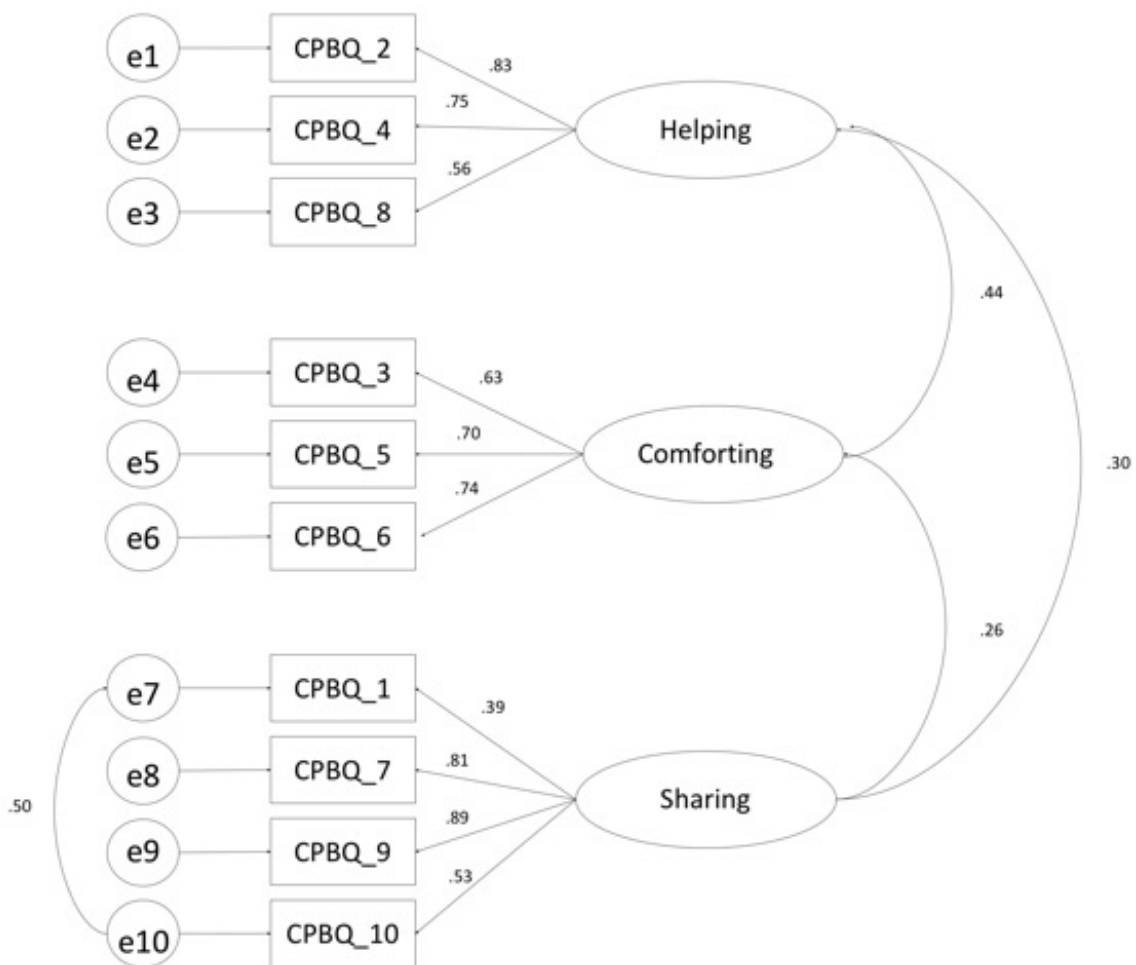 e1
CPBQ_2
.83
e2
CPBQ_4
.75
Helping
e3
CPBQ_8
.56
.44
e4
CPBQ_3
.63
e5
CPBQ_5
.70
Comforting
.30
e6
CPBQ_6
.74
.26
e7
CPBQ_1
.39
e8
CPBQ_7
.81
Sharing
.50
e9
CPBQ_9
.89
e10
CPBQ_10
.53